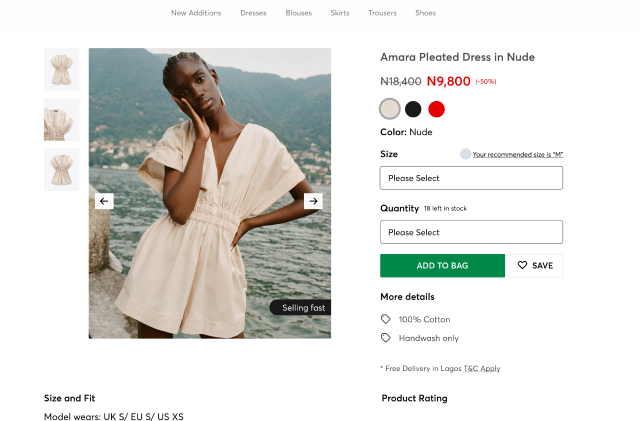 New Additions Dresses Blouses Skirts Trousers Shoes
Amara Pleated Dress in Nude
N18,400 N9,800 (-50%)
Color: Nude
Size Your recommended size is "M"
Please Select
Quantity 18 left in stock
Please Select
ADD TO BAG SAVE
Selling fast
More details
100% Cotton
Handwash only
* Free Delivery in Lagos T&C Apply
Size and Fit
Model wears: UK S/ EU S/ US XS
Product Rating